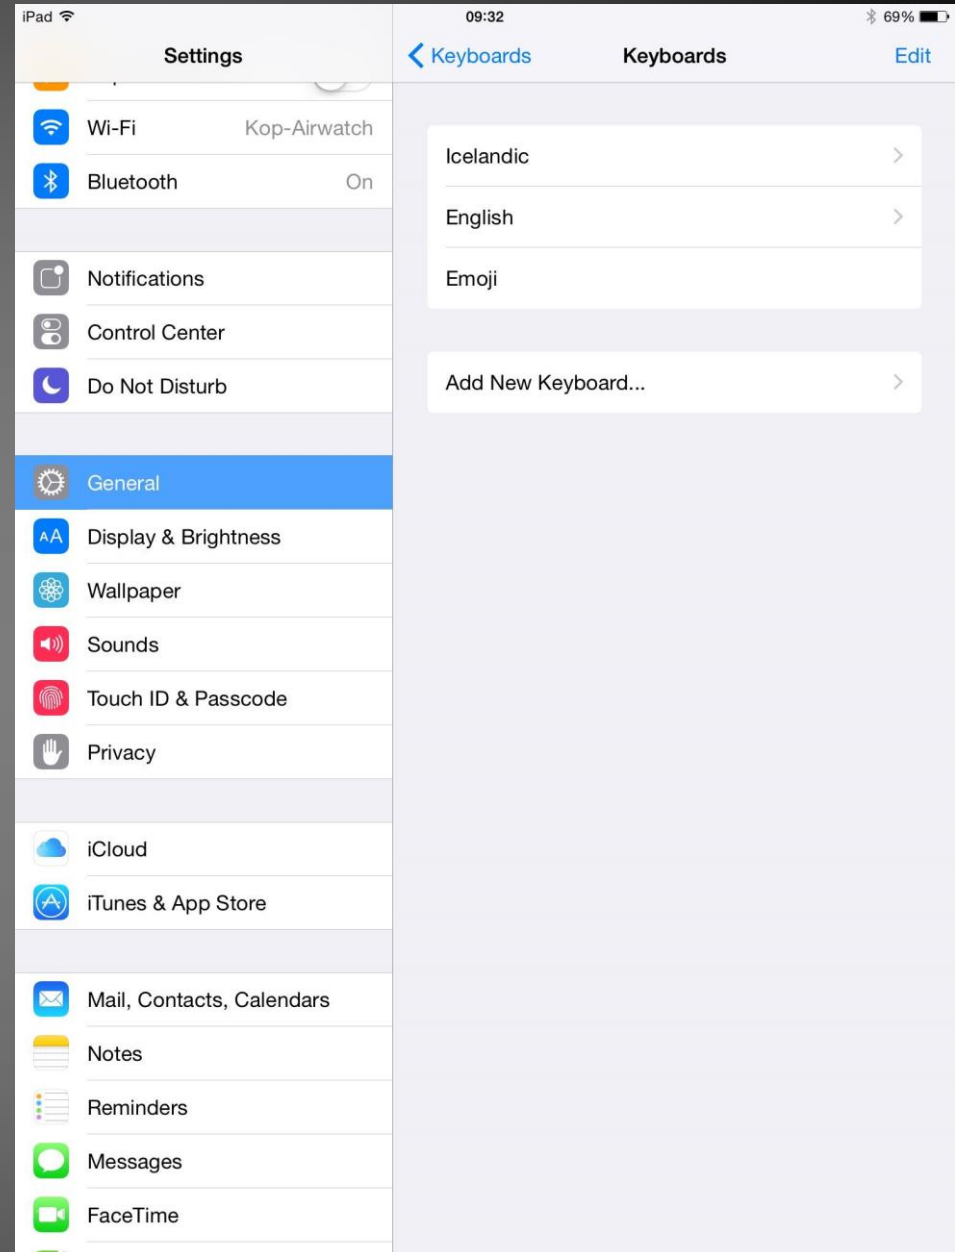 iPad 09:32 69%
Settings
Wi-Fi Kop-Airwatch
Bluetooth On
Notifications
Control Center
Do Not Disturb
General
AA Display & Brightness
Wallpaper
Sounds
Touch ID & Passcode
Privacy
iCloud
iTunes & App Store
Mail, Contacts, Calendars
Notes
Reminders
Messages
FaceTime
Keyboards Keyboards Edit
Icelandic
English
Emoji
Add New Keyboard...